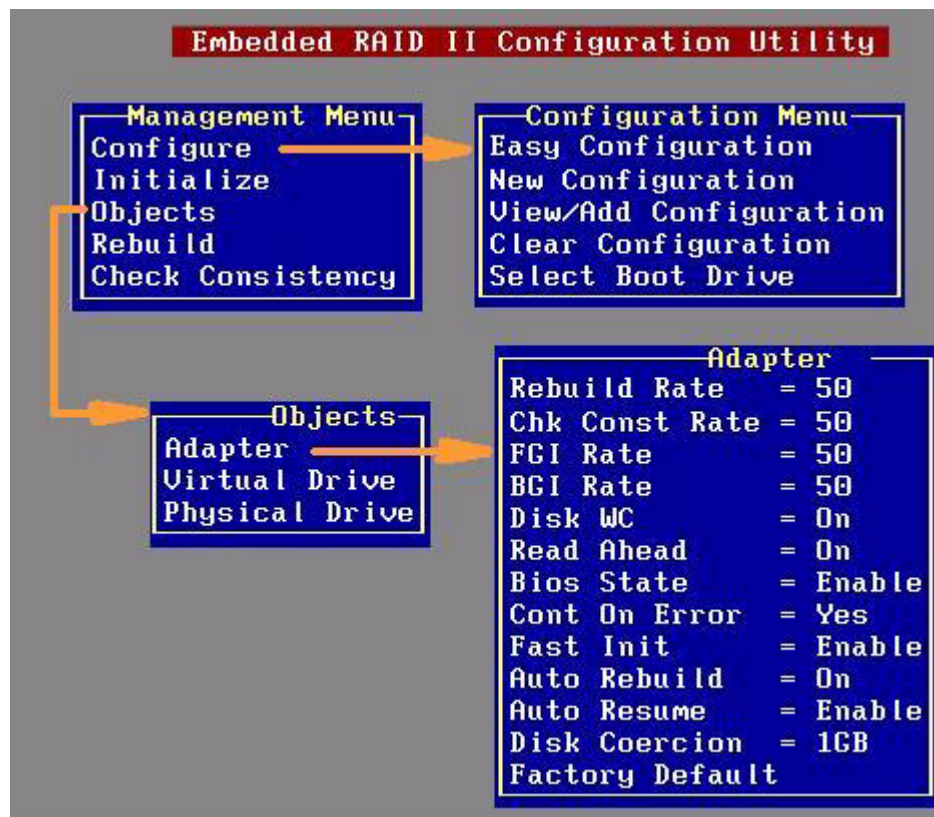 Embedded RAID II Configuration Utility
Management Menu
Configure
Initialize
Objects
Rebuild
Check Consistency
Configuration Menu
Easy Configuration
New Configuration
View/Add Configuration
Clear Configuration
Select Boot Drive
Objects
Adapter
Virtual Drive
Physical Drive
Adapter
Rebuild Rate = 50
Chk Const Rate = 50
FGI Rate = 50
BGI Rate = 50
Disk WC = On
Read Ahead = On
Bios State = Enable
Cont On Error = Yes
Fast Init = Enable
Auto Rebuild = On
Auto Resume = Enable
Disk Coercion = 1GB
Factory Default